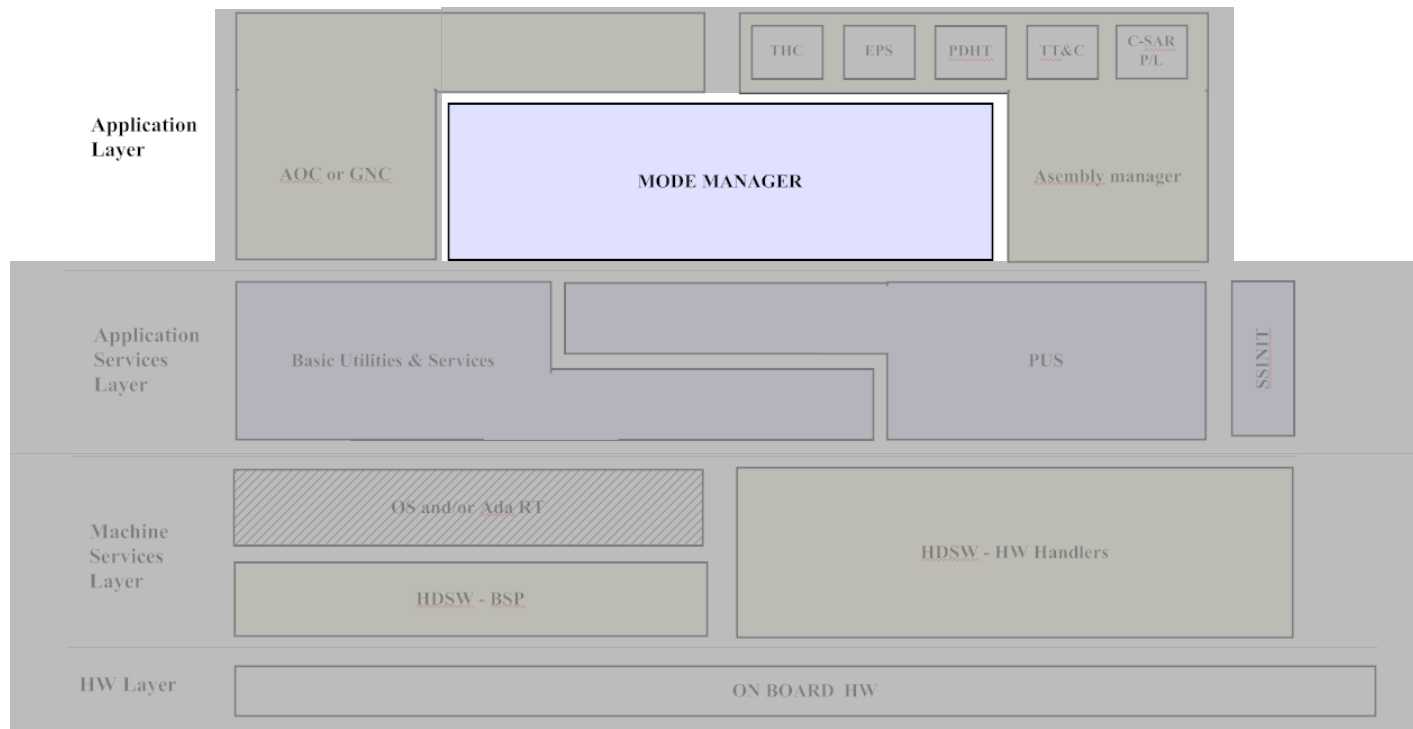 THC
EPS
PDHT
TT&C
C-SAR
P/L
Application
Layer
AOC or GNC
MODE MANAGER
Asembly manager
Application
Services
Layer
Basic Utilities & Services
PUS
SSINIT
Machine
Services
Layer
OS and/or Ada RT
HDSW - HW Handlers
HDSW - BSP
HW Layer
ON BOARD HW